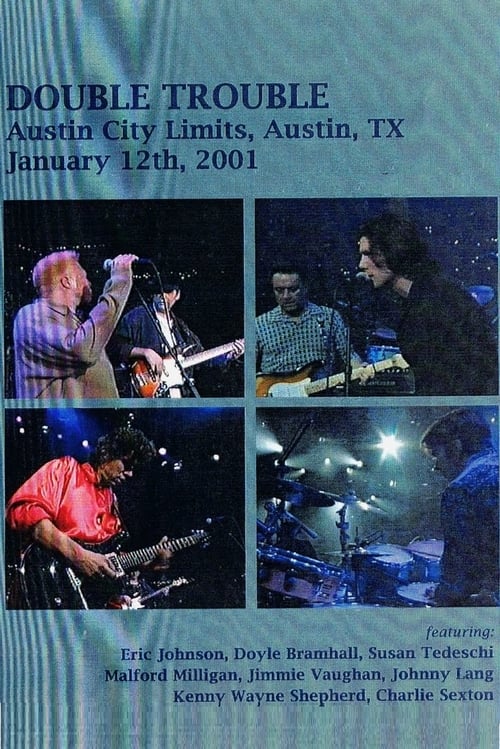 DOUBLE TROUBLE
Austin City Limits, Austin, TX
January 12th, 2001
featuring:
Eric Johnson, Doyle Bramhall, Susan Tedeschi
Malford Milligan, Jimmie Vaughan, Johnny Lang
Kenny Wayne Shepherd, Charlie Sexton